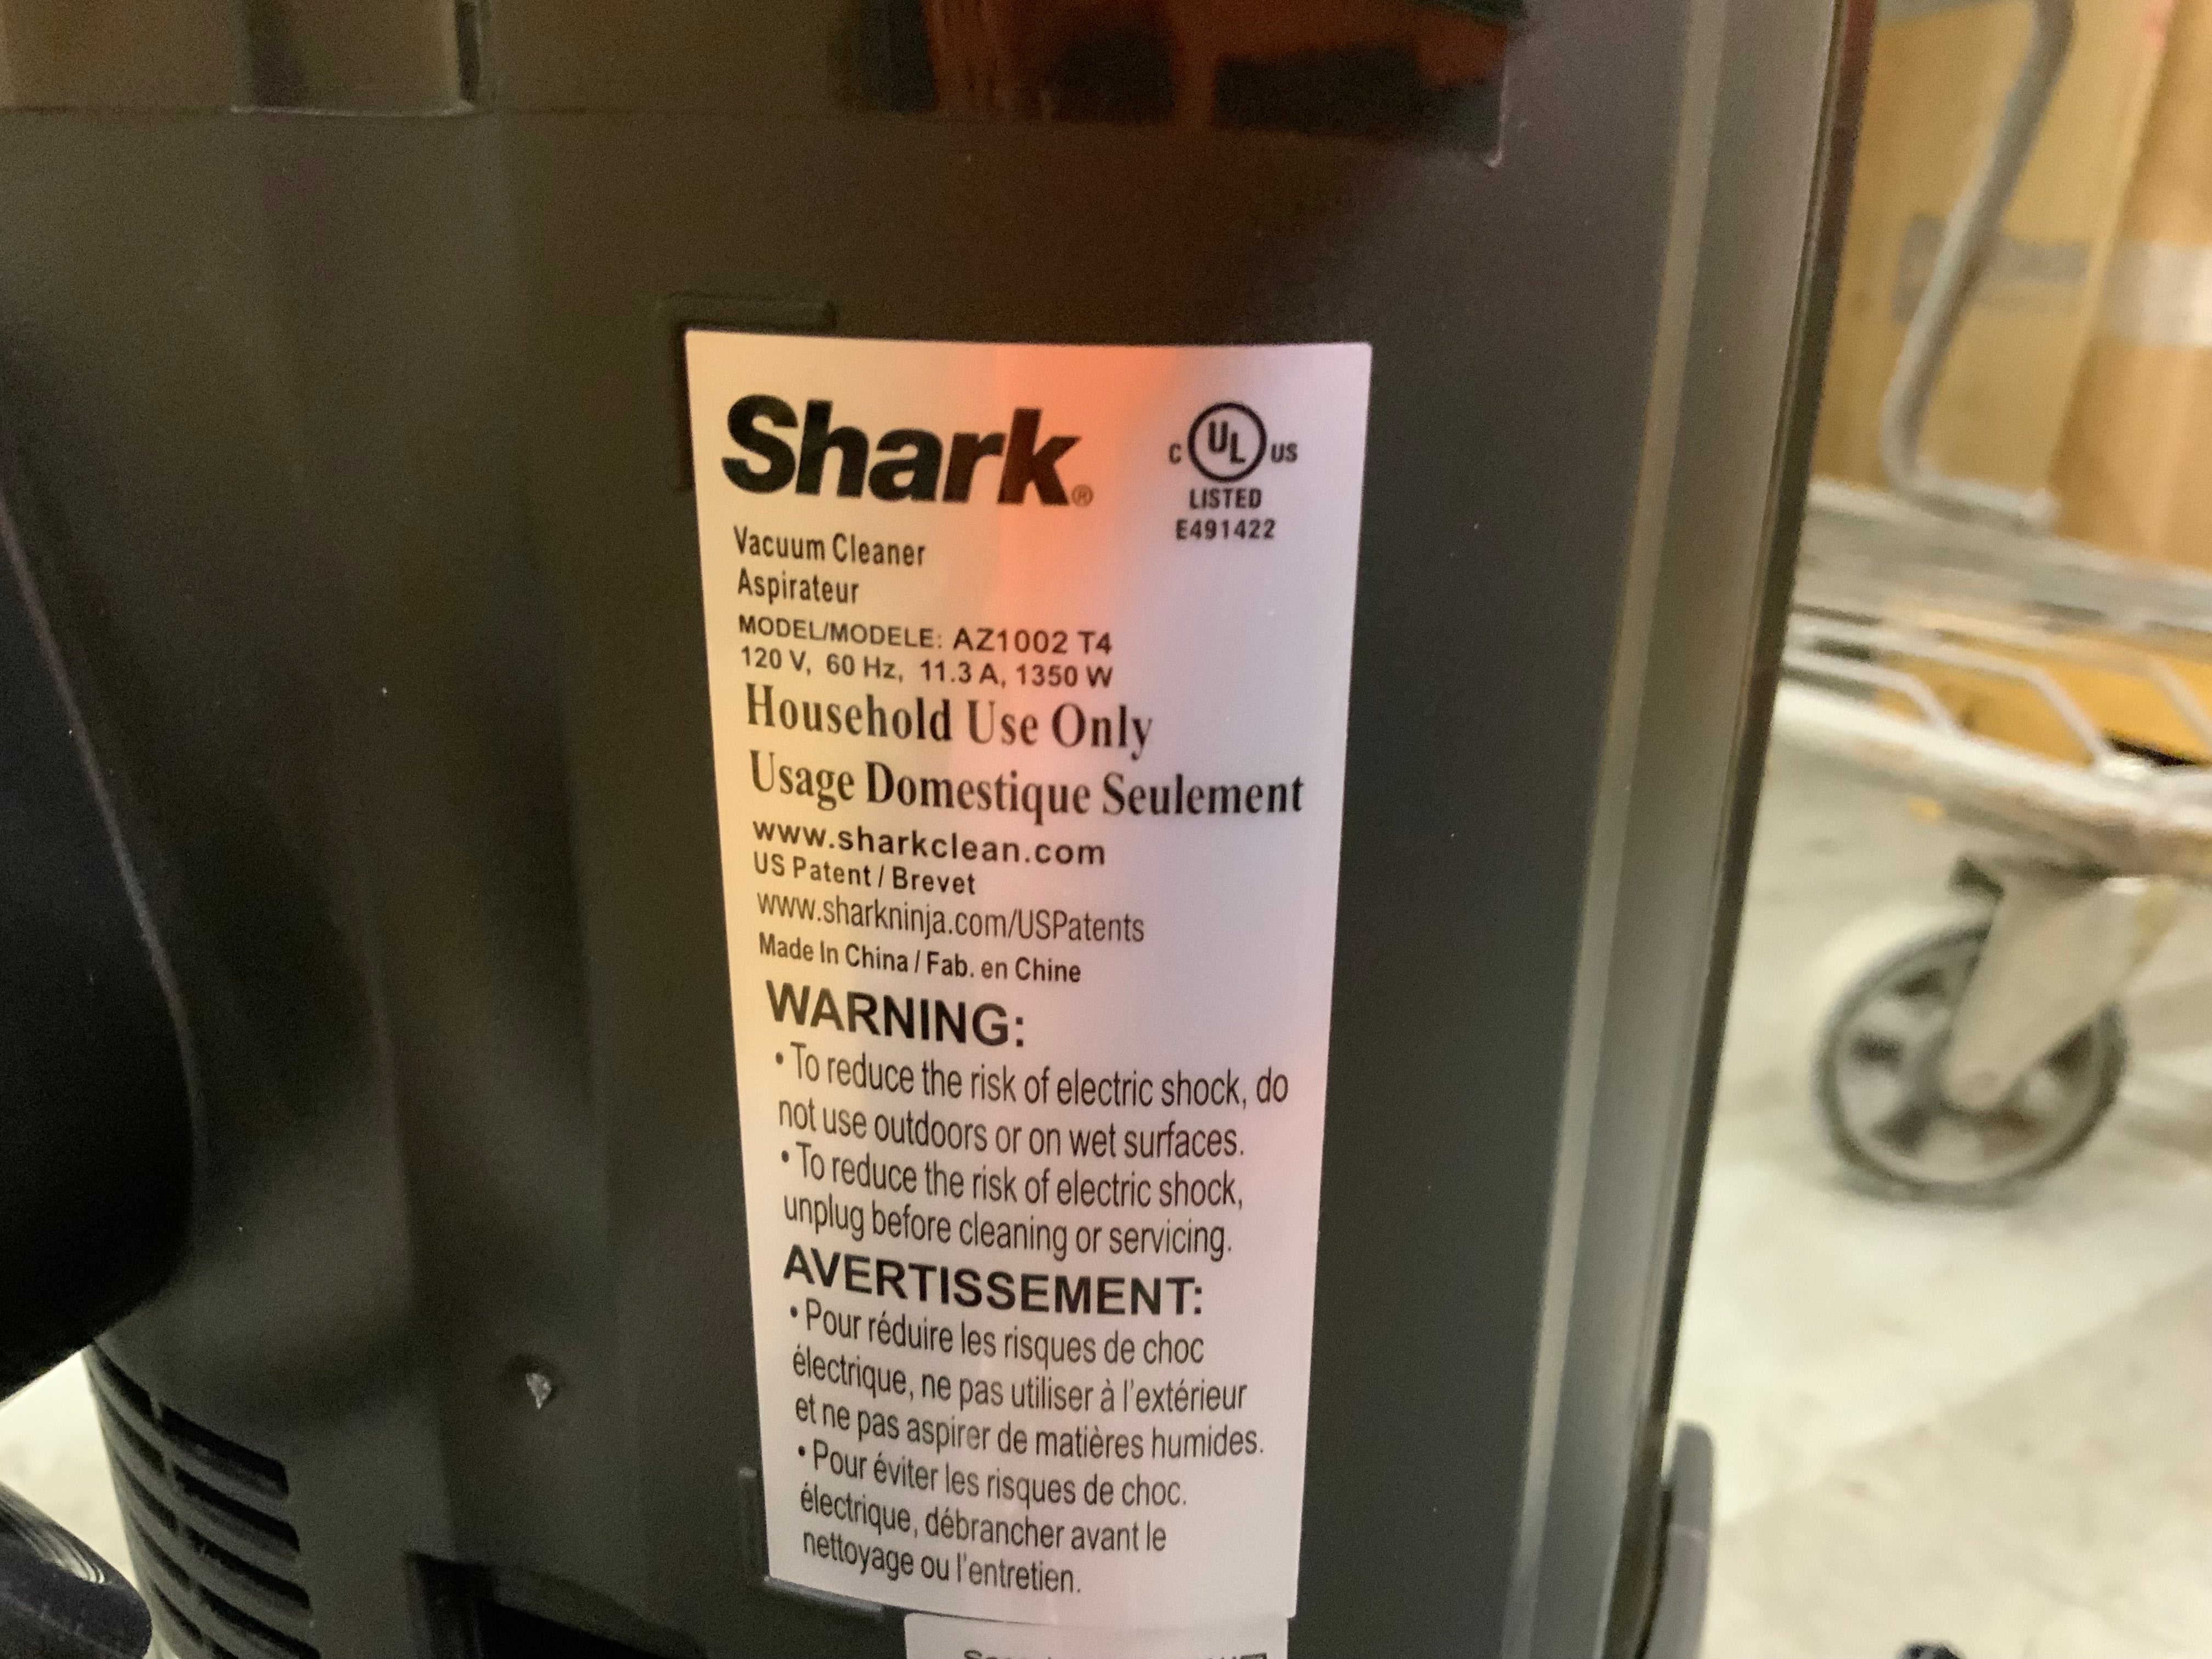 Shark®
C UL US
LISTED
E491422
Vacuum Cleaner
Aspirateur
MODEL/MODELE: AZ1002 T4
120 V, 60 Hz, 11.3 A, 1350 W
Household Use Only
Usage Domestique Seulement
www.sharkclean.com
US Patent / Brevet
www.sharkninja.com/USPatents
Made In China / Fab. en Chine
WARNING:
• To reduce the risk of electric shock, do
not use outdoors or on wet surfaces.
• To reduce the risk of electric shock,
unplug before cleaning or servicing.
AVERTISSEMENT:
• Pour réduire les risques de choc
électrique, ne pas utiliser à l'extérieur
et ne pas aspirer de matières humides.
• Pour éviter les risques de choc.
électrique, débrancher avant le
nettoyage ou l'entretien.